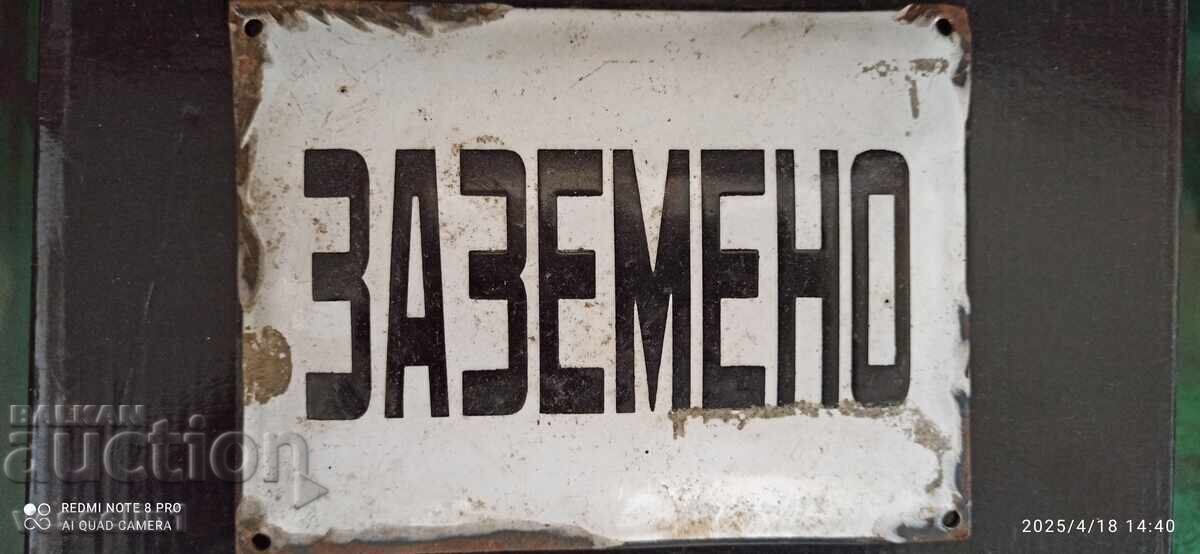 ЗАЗЕМЕНО
BALKAN
auction
REDMI NOTE 8 PRO
AI QUAD CAMERA
2025/4/18 14:40